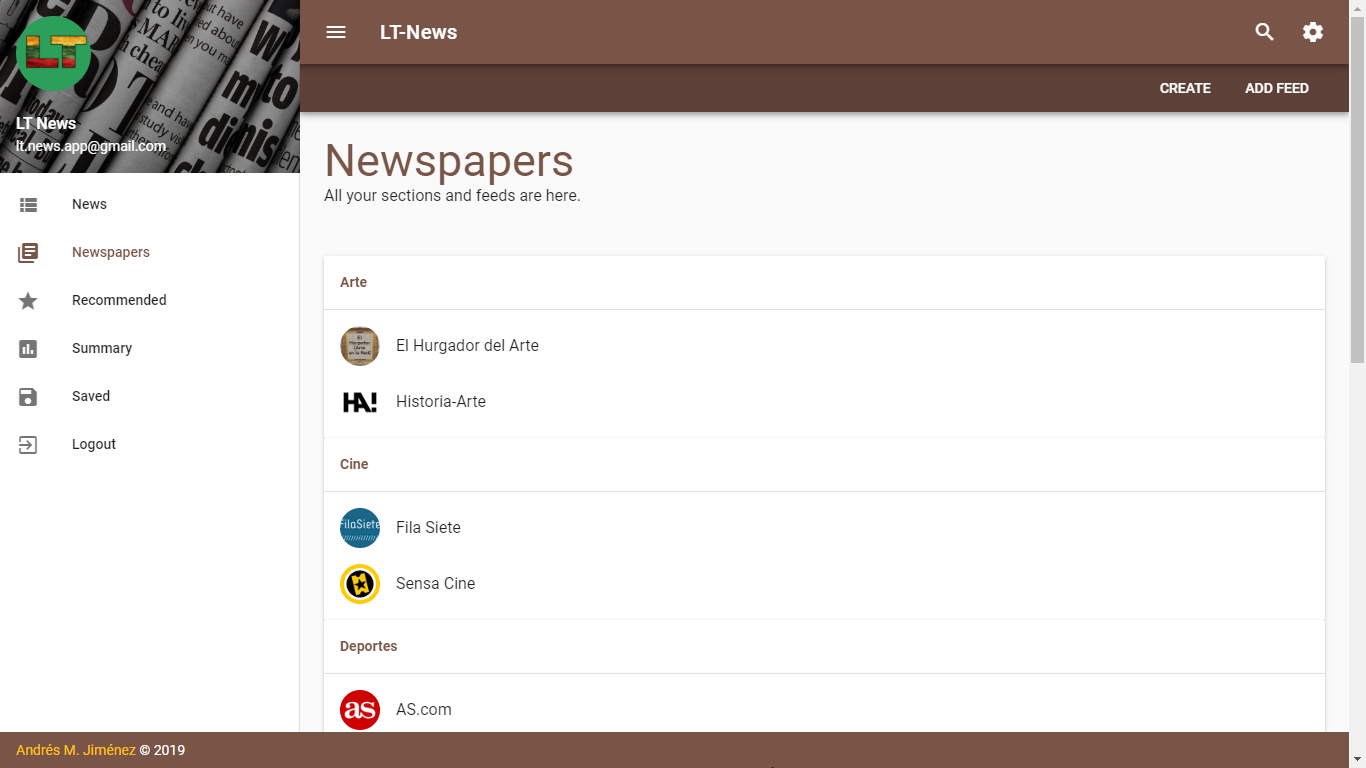 LT
LT News
lt.news.app@gmail.com
News
Newspapers
Recommended
Summary
Saved
Logout
LT-News
CREATE
ADD FEED
Newspapers
All your sections and feeds are here.
Arte
El Hurgador del Arte
HA!
Historia-Arte
Cine
FilaSiete
Fila Siete
Sensa Cine
Deportes
as
AS.com
Andrés M. Jiménez © 2019